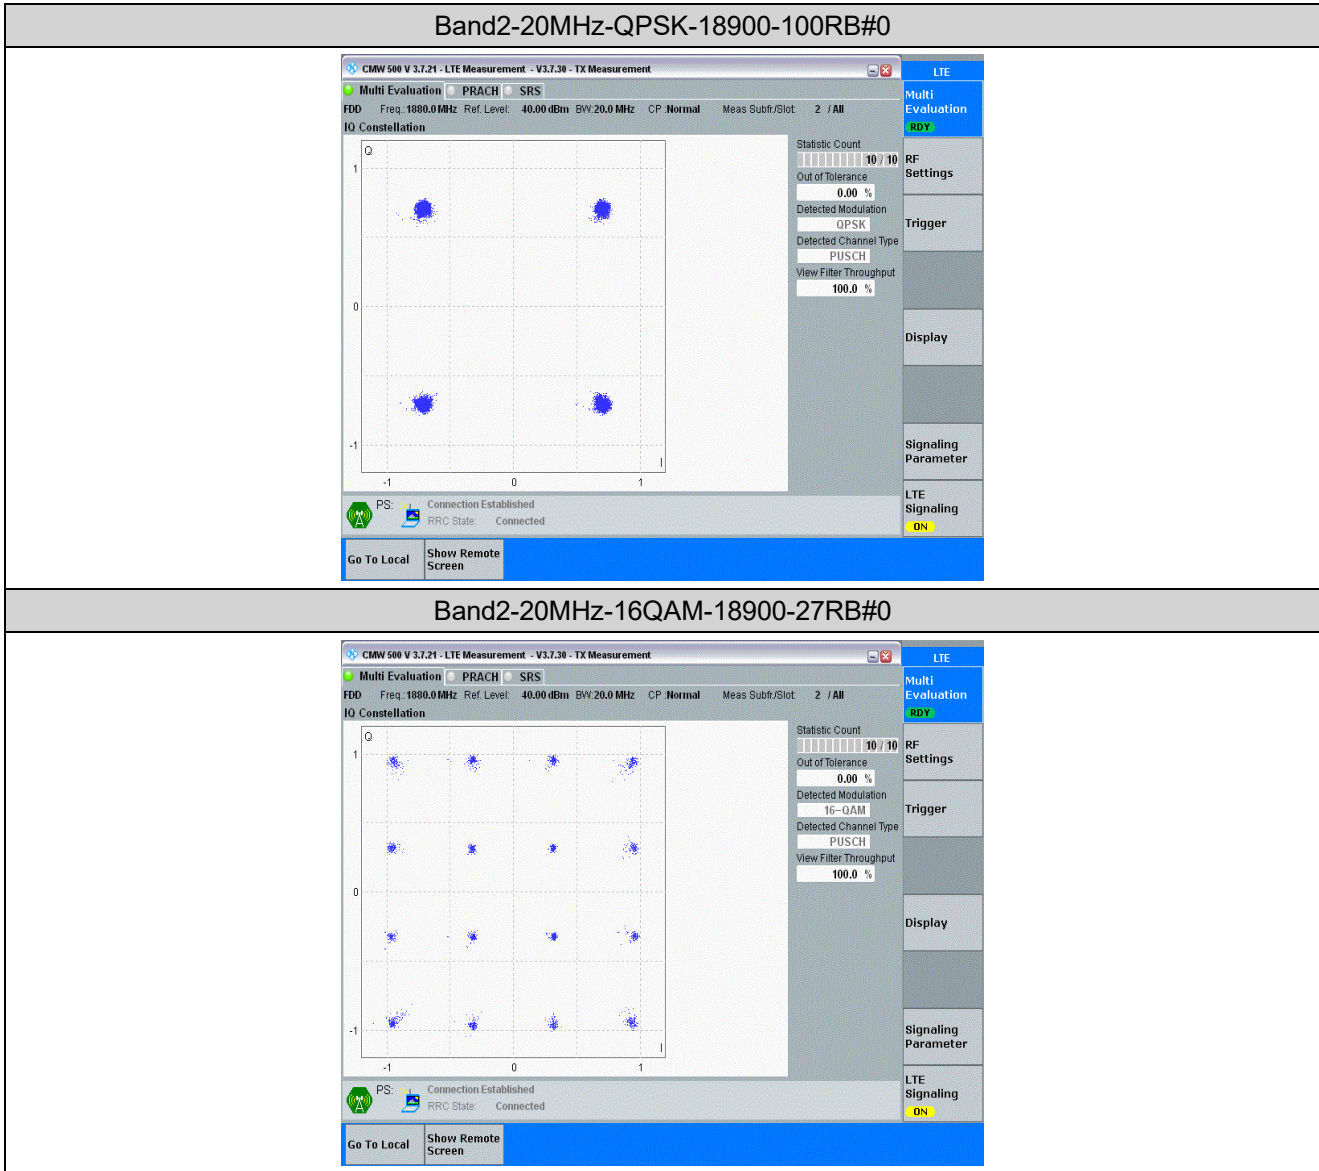 Band2-20MHz-QPSK-18900-100RB#0
CMW 500 V 3.7.21 - LTE Measurement - V3.7.30 - TX Measurement
LTE
Multi Evaluation PRACH SRS
Multi
Evaluation
RDY
FDD Freq.: 1880.0 MHz Ref. Level: 40.00 dBm BW: 20.0 MHz CP : Normal Meas Subfr./Slot: 2 / All
IQ Constellation
Q
1
0
-1
I
-1 0 1
Statistic Count
10 / 10
Out of Tolerance
0.00 %
Detected Modulation
QPSK
Detected Channel Type
PUSCH
View Filter Throughput
100.0 %
RF
Settings
Trigger
Display
Signaling
Parameter
LTE
Signaling
ON
PS: Connection Established
RRC State: Connected
Go To Local
Show Remote
Screen
Band2-20MHz-16QAM-18900-27RB#0
CMW 500 V 3.7.21 - LTE Measurement - V3.7.30 - TX Measurement
LTE
Multi Evaluation PRACH SRS
Multi
Evaluation
RDY
FDD Freq.: 1880.0 MHz Ref. Level: 40.00 dBm BW: 20.0 MHz CP : Normal Meas Subfr./Slot: 2 / All
IQ Constellation
Q
1
0
-1
I
-1 0 1
Statistic Count
10 / 10
Out of Tolerance
0.00 %
Detected Modulation
16-QAM
Detected Channel Type
PUSCH
View Filter Throughput
100.0 %
RF
Settings
Trigger
Display
Signaling
Parameter
LTE
Signaling
ON
PS: Connection Established
RRC State: Connected
Go To Local
Show Remote
Screen